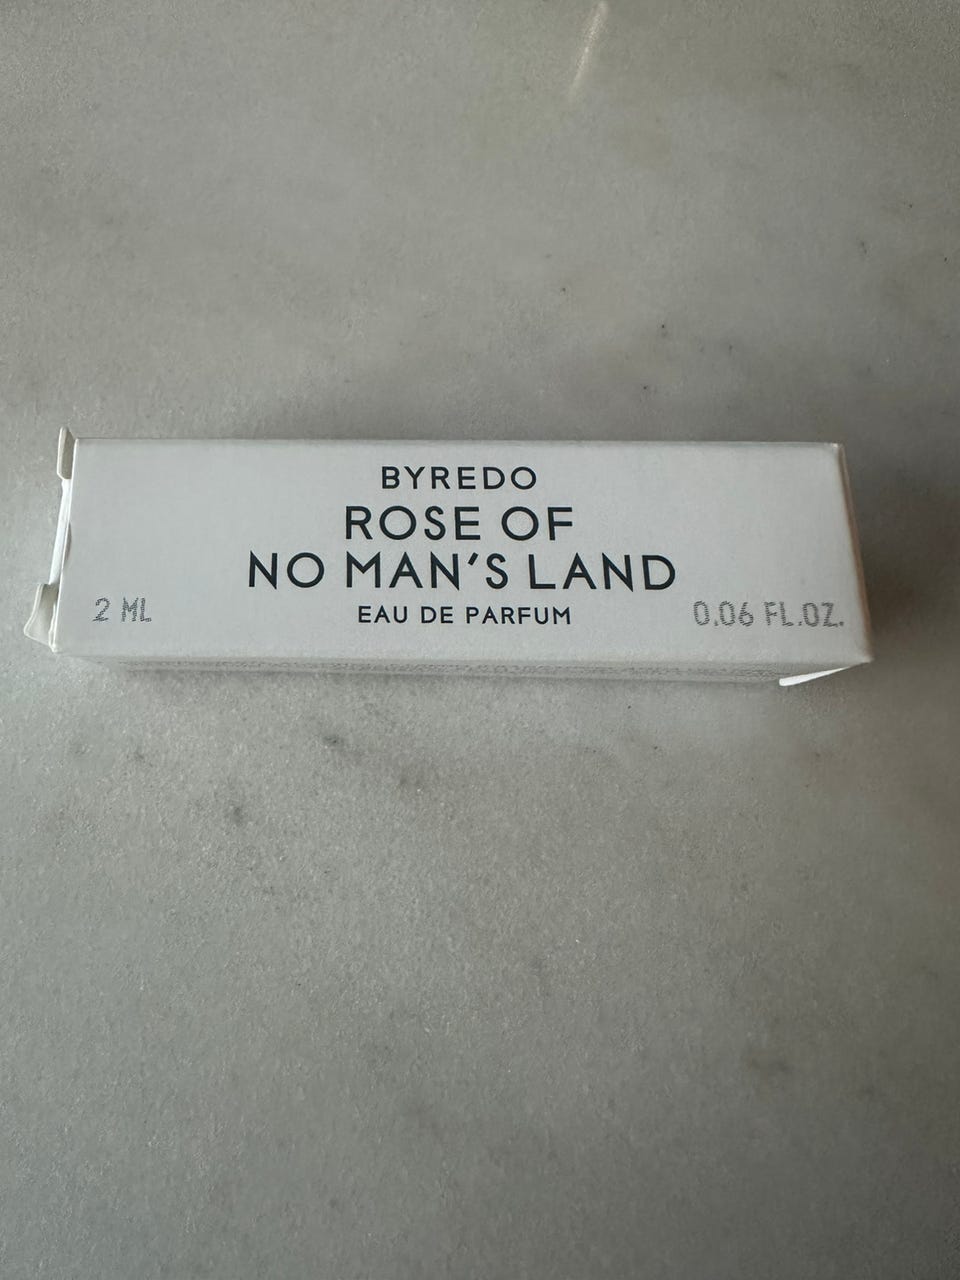 BYREDO
ROSE OF
NO MAN'S LAND
EAU DE PARFUM
2 ML
0.06 FL.OZ.